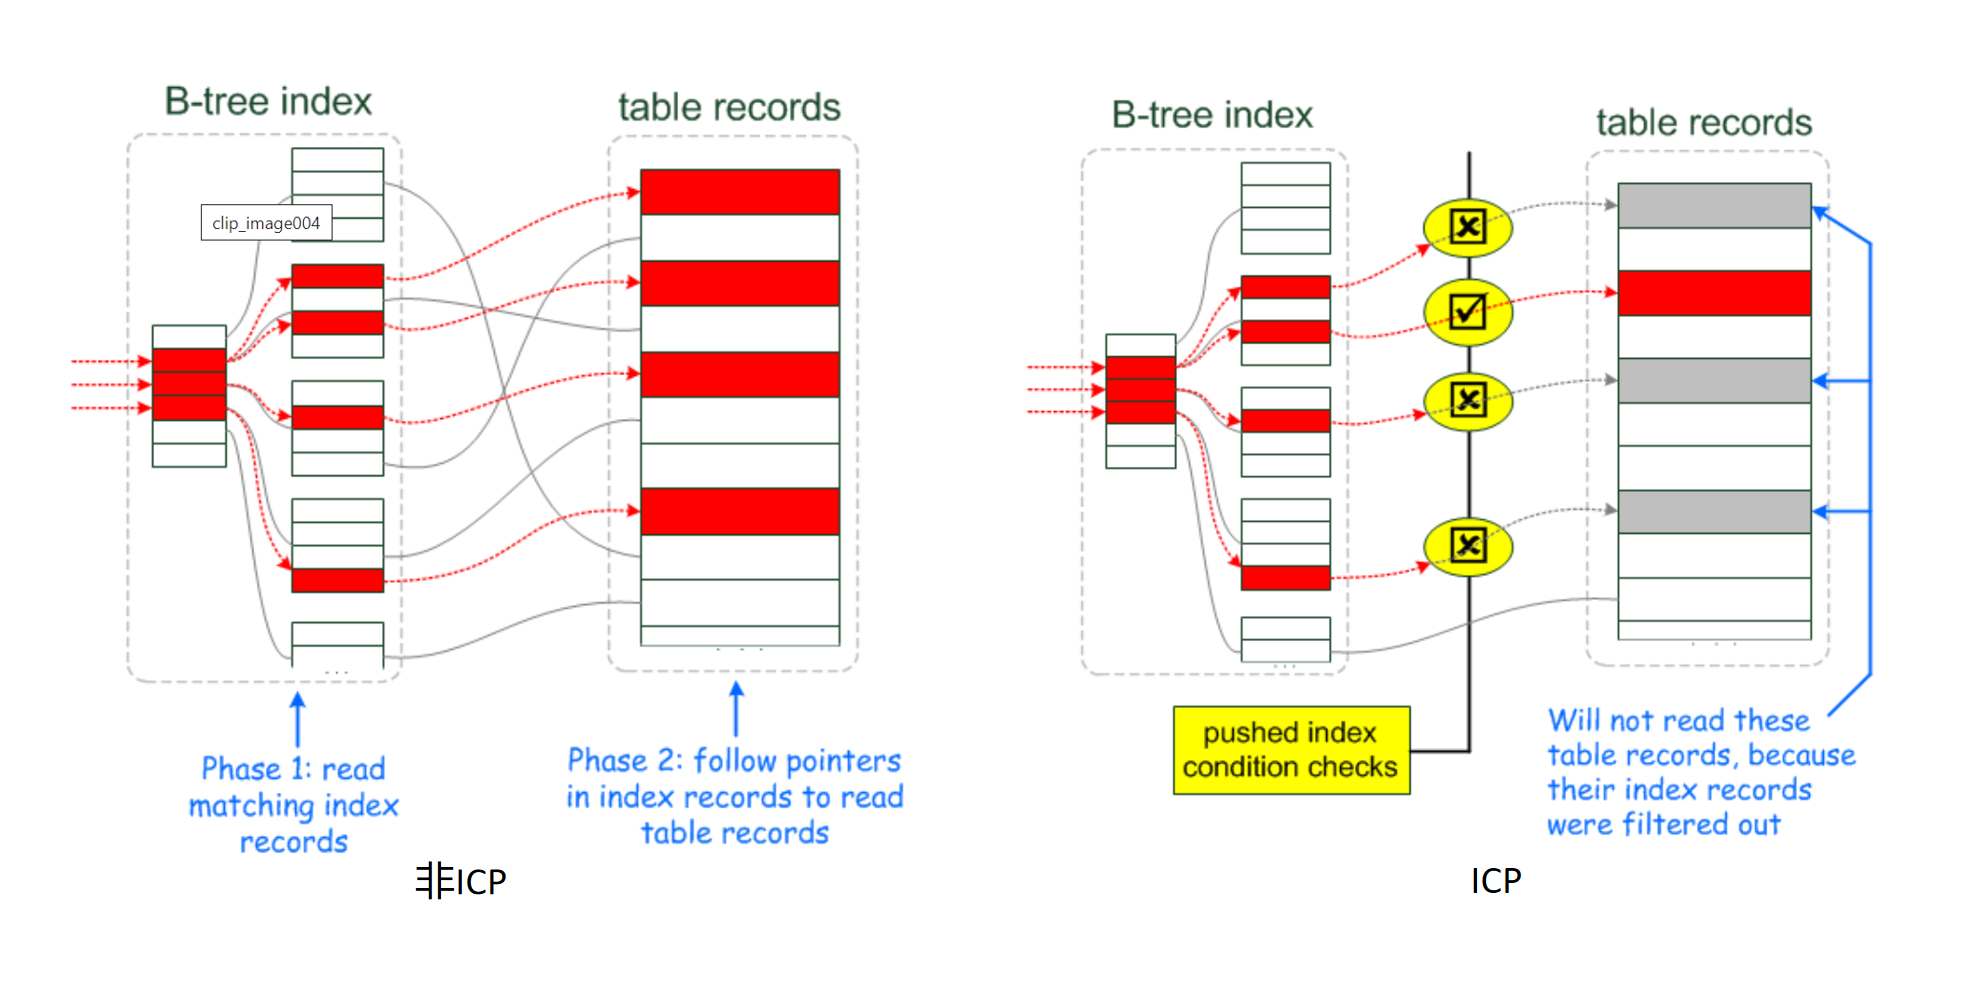 B-tree index
table records
clip_image004
...
...
Phase 1: read
matching index
records
Phase 2: follow pointers
in index records to read
table records
非ICP
B-tree index
table records
...
...
pushed index
condition checks
Will not read these
table records, because
their index records
were filtered out
ICP